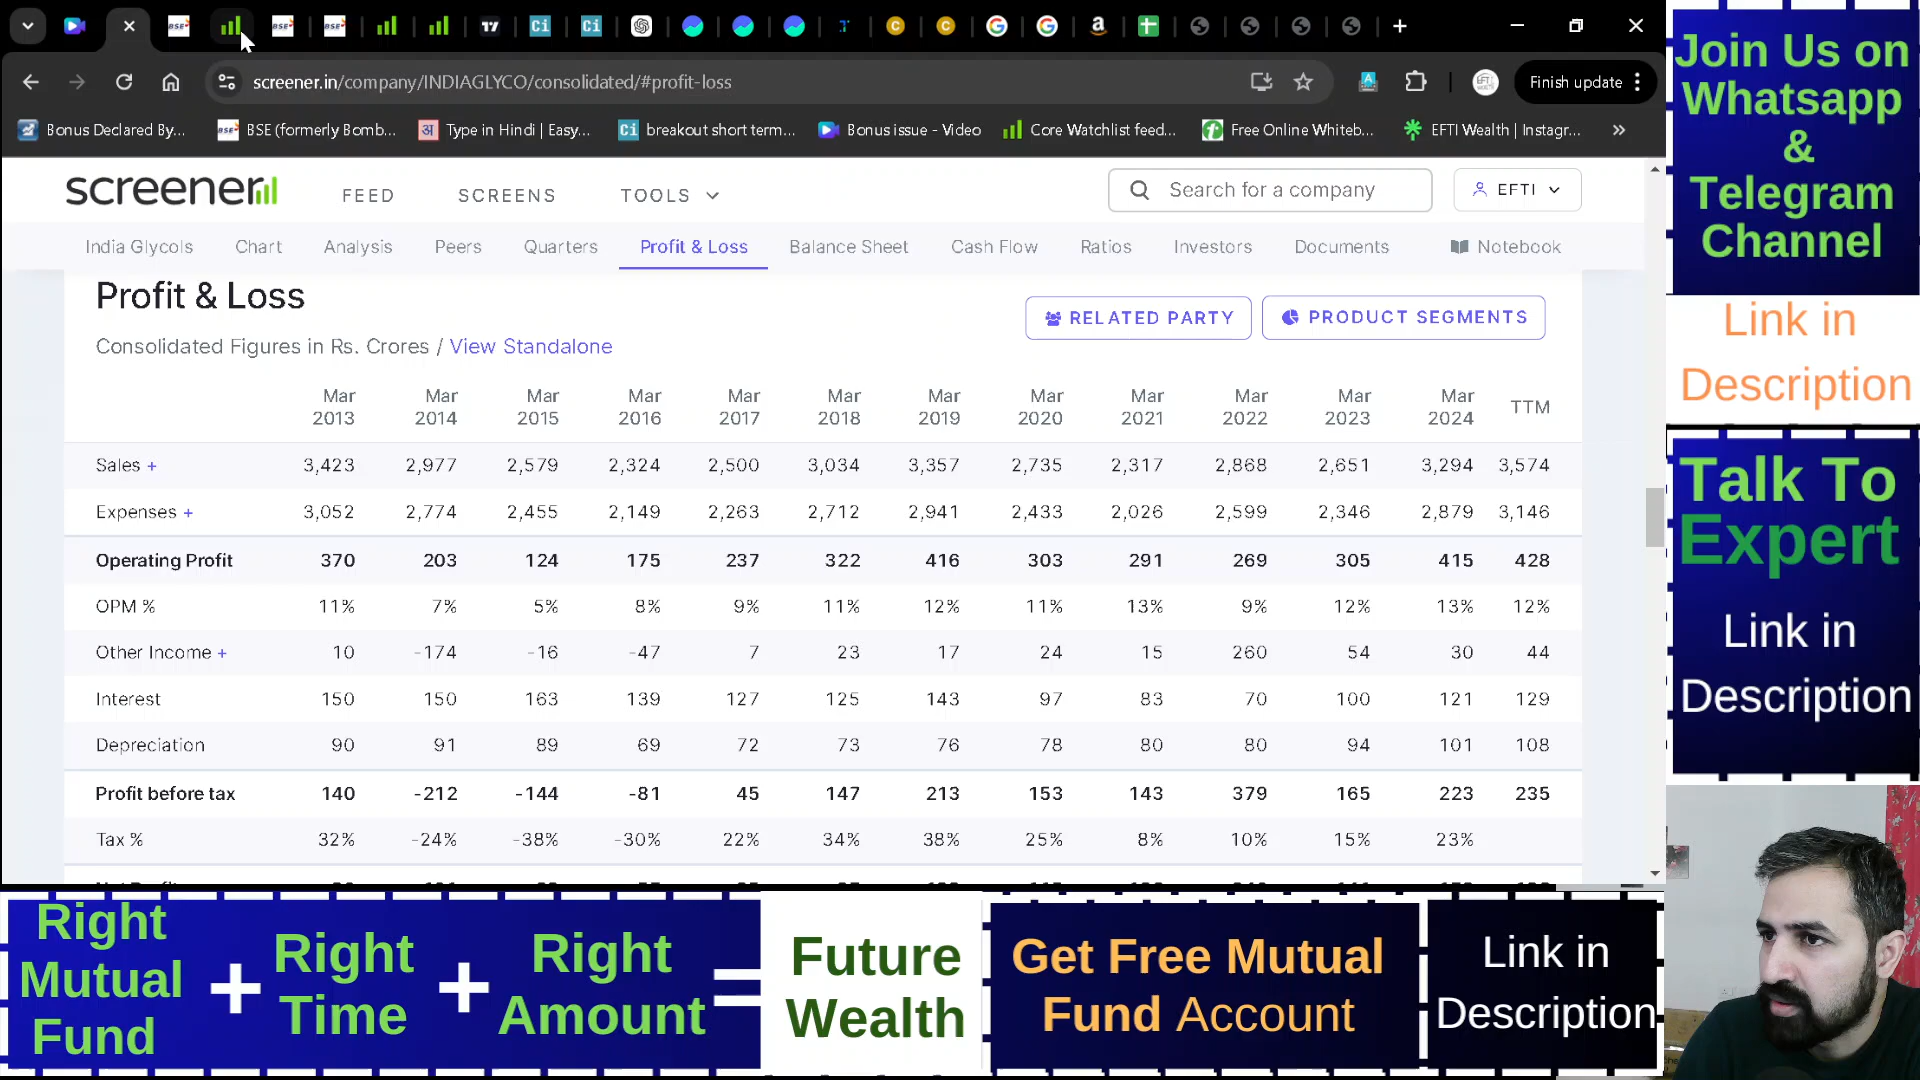 screener.in/company/INDIAGLYCO/consolidated/#profit-loss
Finish update
Bonus Declared By...
BSE (formerly Bomb...
Type in Hindi | Easy...
breakout short term...
Bonus issue - Video
Core Watchlist feed...
Free Online Whiteb...
EFTI Wealth | Instagr...
screener
FEED
SCREENS
TOOLS
Search for a company
EFTI
India Glycols
Chart
Analysis
Peers
Quarters
Profit & Loss
Balance Sheet
Cash Flow
Ratios
Investors
Documents
Notebook
Profit & Loss
RELATED PARTY
PRODUCT SEGMENTS
Consolidated Figures in Rs. Crores / View Standalone
Mar 2013 Mar 2014 Mar 2015 Mar 2016 Mar 2017 Mar 2018 Mar 2019 Mar 2020 Mar 2021 Mar 2022 Mar 2023 Mar 2024 TTM
Sales + 3,423 2,977 2,579 2,324 2,500 3,034 3,357 2,735 2,317 2,868 2,651 3,294 3,574
Expenses + 3,052 2,774 2,455 2,149 2,263 2,712 2,941 2,433 2,026 2,599 2,346 2,879 3,146
Operating Profit 370 203 124 175 237 322 416 303 291 269 305 415 428
OPM % 11% 7% 5% 8% 9% 11% 12% 11% 13% 9% 12% 13% 12%
Other Income + 10 -174 -16 -47 7 23 17 24 15 260 54 30 44
Interest 150 150 163 139 127 125 143 97 83 70 100 121 129
Depreciation 90 91 89 69 72 73 76 78 80 80 94 101 108
Profit before tax 140 -212 -144 -81 45 147 213 153 143 379 165 223 235
Tax % 32% -24% -38% -30% 22% 34% 38% 25% 8% 10% 15% 23%
Join Us on
Whatsapp
&
Telegram
Channel
Link in
Description
Talk To
Expert
Link in
Description
Right
Mutual
Fund
+
Right
Time
+
Right
Amount
=
Future
Wealth
Get Free Mutual
Fund Account
Link in
Description